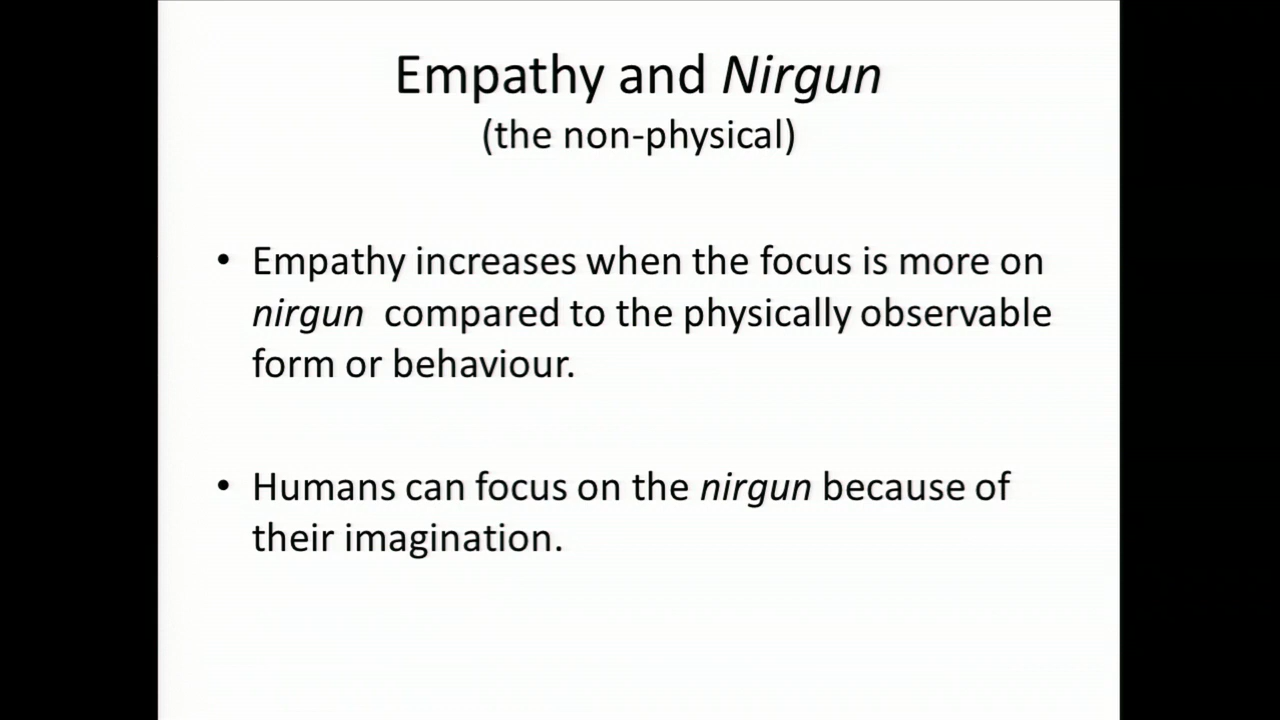 Empathy and Nirgun
(the non-physical)
• Empathy increases when the focus is more on
nirgun compared to the physically observable
form or behaviour.
• Humans can focus on the nirgun because of
their imagination.